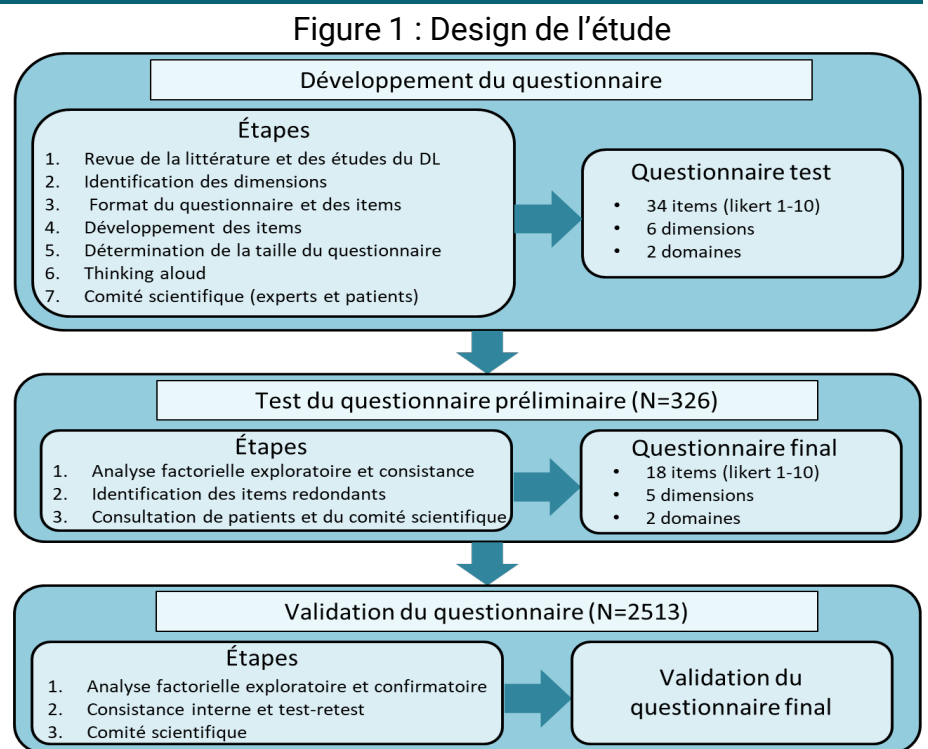 Figure 1 : Design de l'étude
Développement du questionnaire
Étapes
1. Revue de la littérature et des études du DL
2. Identification des dimensions
3. Format du questionnaire et des items
4. Développement des items
5. Détermination de la taille du questionnaire
6. Thinking aloud
7. Comité scientifique (experts et patients)
Questionnaire test
• 34 items (likert 1-10)
• 6 dimensions
• 2 domaines
Test du questionnaire préliminaire (N=326)
Étapes
1. Analyse factorielle exploratoire et consistance
2. Identification des items redondants
3. Consultation de patients et du comité scientifique
Questionnaire final
• 18 items (likert 1-10)
• 5 dimensions
• 2 domaines
Validation du questionnaire (N=2513)
Étapes
1. Analyse factorielle exploratoire et confirmatoire
2. Consistance interne et test-retest
3. Comité scientifique
Validation du
questionnaire final